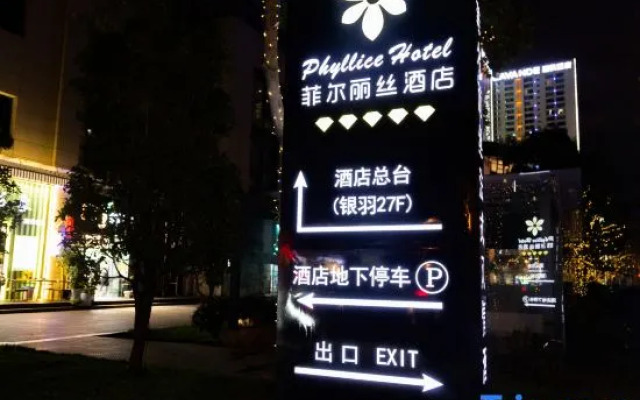 Phyllice Hotel
菲尔丽丝酒店
酒店总台
(银羽27F)
酒店地下停车 P
出口 EXIT
LAVANDE